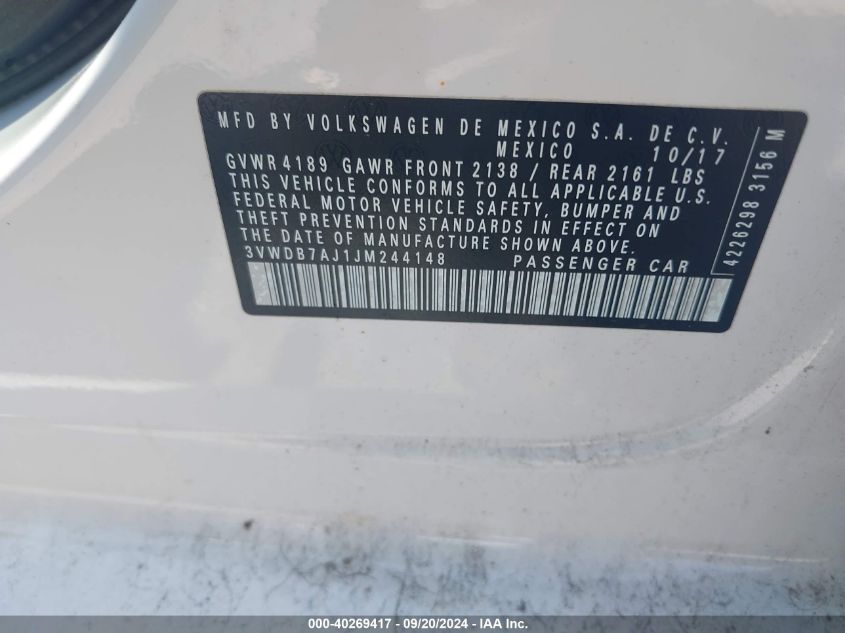 MFD BY VOLKSWAGEN DE MEXICO S.A. DE C.V.
MEXICO 10/17
GVWR 4189 GAWR FRONT 2138 / REAR 2161 LBS
THIS VEHICLE CONFORMS TO ALL APPLICABLE U.S.
FEDERAL MOTOR VEHICLE SAFETY, BUMPER AND
THEFT PREVENTION STANDARDS IN EFFECT ON
THE DATE OF MANUFACTURE SHOWN ABOVE.
3VWDB7AJ1JM244148 PASSENGER CAR
4226298 3156 M
000-40269417 - 09/20/2024 - IAA Inc.